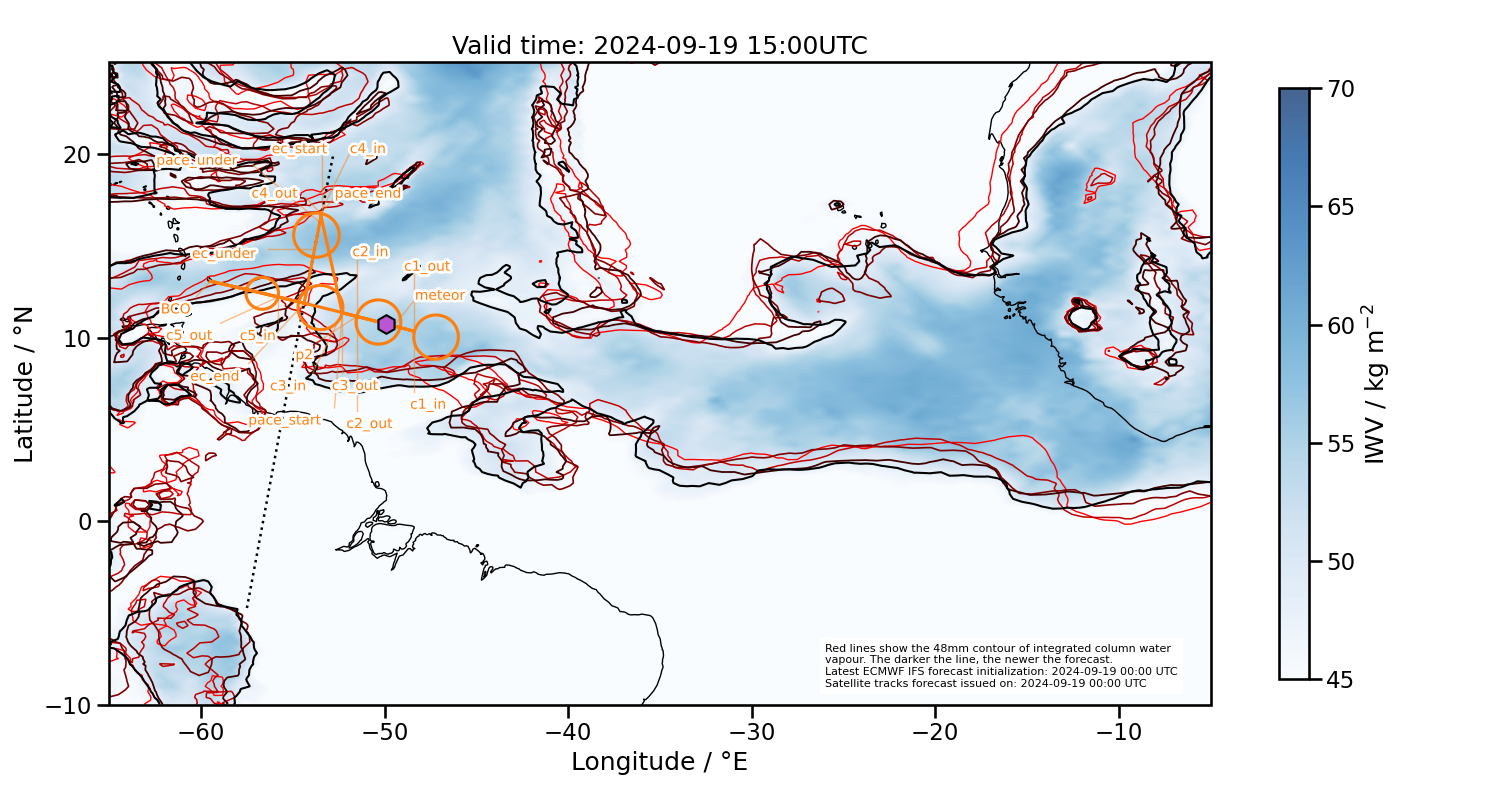 Valid time: 2024-09-19 15:00UTC
Latitude / °N
20
10
0
−10
−60
−50
−40
−30
−20
−10
Longitude / °E
pace_under
ec_start
c4_in
c4_out
pace_end
ec_under
c2_in
c1_out
meteor
BCO
c5_out
c5_in
p2
ec_end
c3_in
c3_out
c1_in
pace_start
c2_out
Red lines show the 48mm contour of integrated column water
vapour. The darker the line, the newer the forecast.
Latest ECMWF IFS forecast initialization: 2024-09-19 00:00 UTC
Satellite tracks forecast issued on: 2024-09-19 00:00 UTC
70
65
60
55
50
45
IWV / kg m⁻²